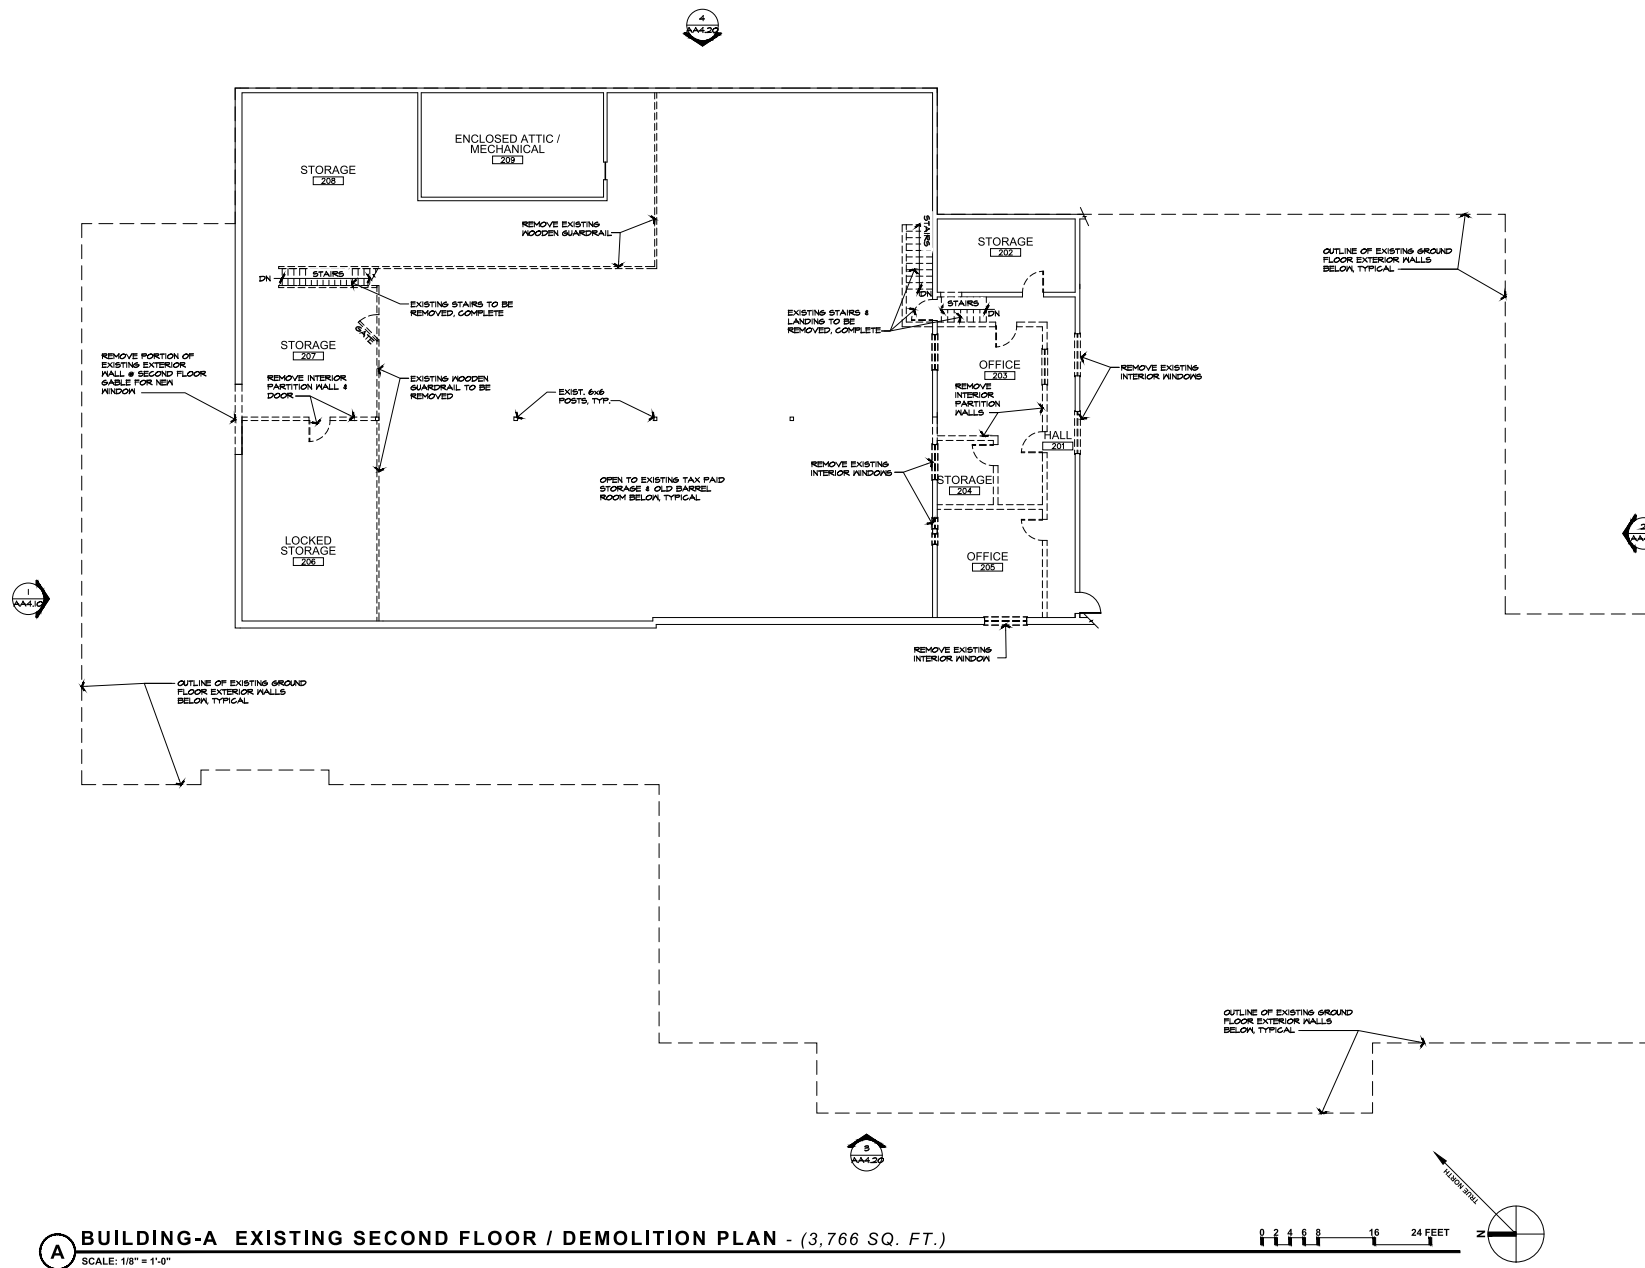 4
AA4.20
ENCLOSED ATTIC /
MECHANICAL
209
STORAGE
208
REMOVE EXISTING
WOODEN GUARDRAIL
STAIRS
STORAGE
202
OUTLINE OF EXISTING GROUND
FLOOR EXTERIOR WALLS
BELOW, TYPICAL
DN
STAIRS
EXISTING STAIRS TO BE
REMOVED, COMPLETE
GATE
DN
STAIRS
DN
EXISTING STAIRS &
LANDING TO BE
REMOVED, COMPLETE
STORAGE
207
REMOVE PORTION OF
EXISTING EXTERIOR
WALL @ SECOND FLOOR
GABLE FOR NEW
WINDOW
REMOVE INTERIOR
PARTITION WALL &
DOOR
EXISTING WOODEN
GUARDRAIL TO BE
REMOVED
EXIST. 6x6
POSTS, TYP.
OFFICE
203
REMOVE
INTERIOR
PARTITION
WALLS
REMOVE EXISTING
INTERIOR WINDOWS
HALL
201
REMOVE EXISTING
INTERIOR WINDOWS
OPEN TO EXISTING TAX PAID
STORAGE & OLD BARREL
ROOM BELOW, TYPICAL
STORAGE
204
LOCKED
STORAGE
206
OFFICE
205
1
AA4.10
2
REMOVE EXISTING
INTERIOR WINDOW
OUTLINE OF EXISTING GROUND
FLOOR EXTERIOR WALLS
BELOW, TYPICAL
OUTLINE OF EXISTING GROUND
FLOOR EXTERIOR WALLS
BELOW, TYPICAL
3
AA4.20
TRUE NORTH
N
A
BUILDING-A EXISTING SECOND FLOOR / DEMOLITION PLAN - (3,766 SQ. FT.)
SCALE: 1/8" = 1'-0"
0 2 4 6 8 16 24 FEET